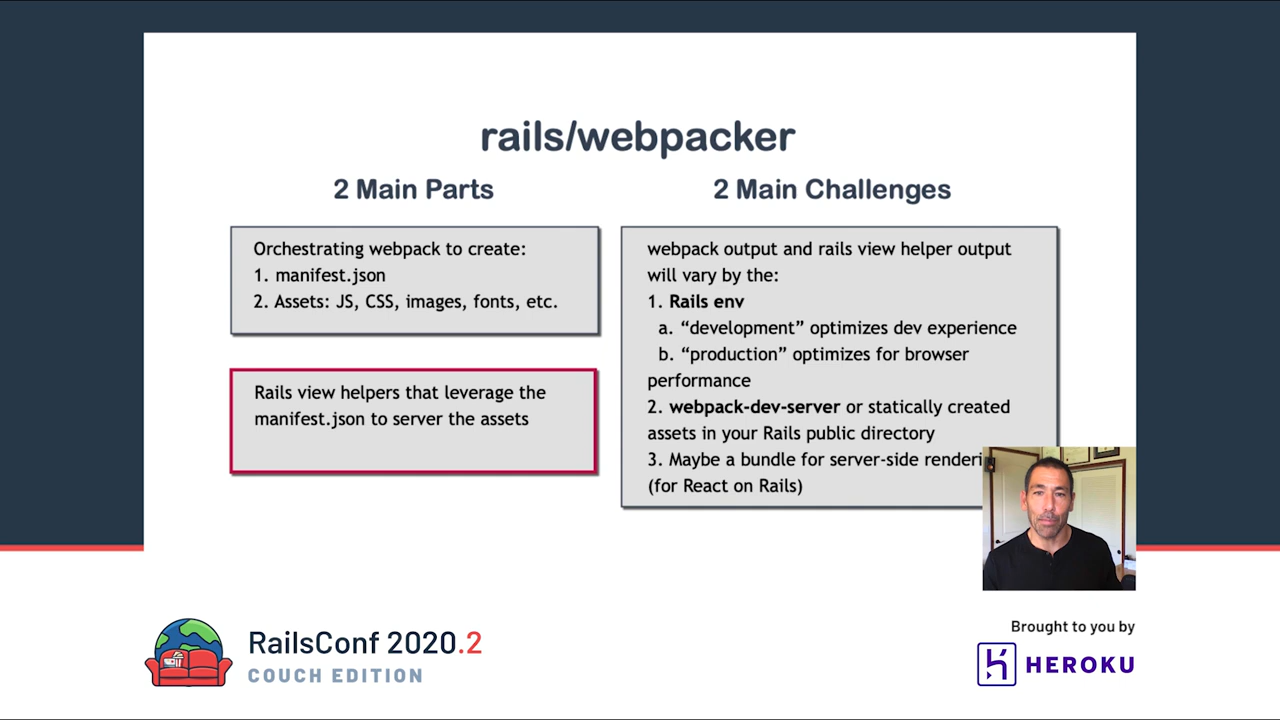 rails/webpacker
2 Main Parts
Orchestrating webpack to create:
1. manifest.json
2. Assets: JS, CSS, images, fonts, etc.
Rails view helpers that leverage the
manifest.json to server the assets
2 Main Challenges
webpack output and rails view helper output
will vary by the:
1. Rails env
a. “development” optimizes dev experience
b. “production” optimizes for browser
performance
2. webpack-dev-server or statically created
assets in your Rails public directory
3. Maybe a bundle for server-side renderi
(for React on Rails)
RailsConf 2020.2
COUCH EDITION
Brought to you by
HEROKU